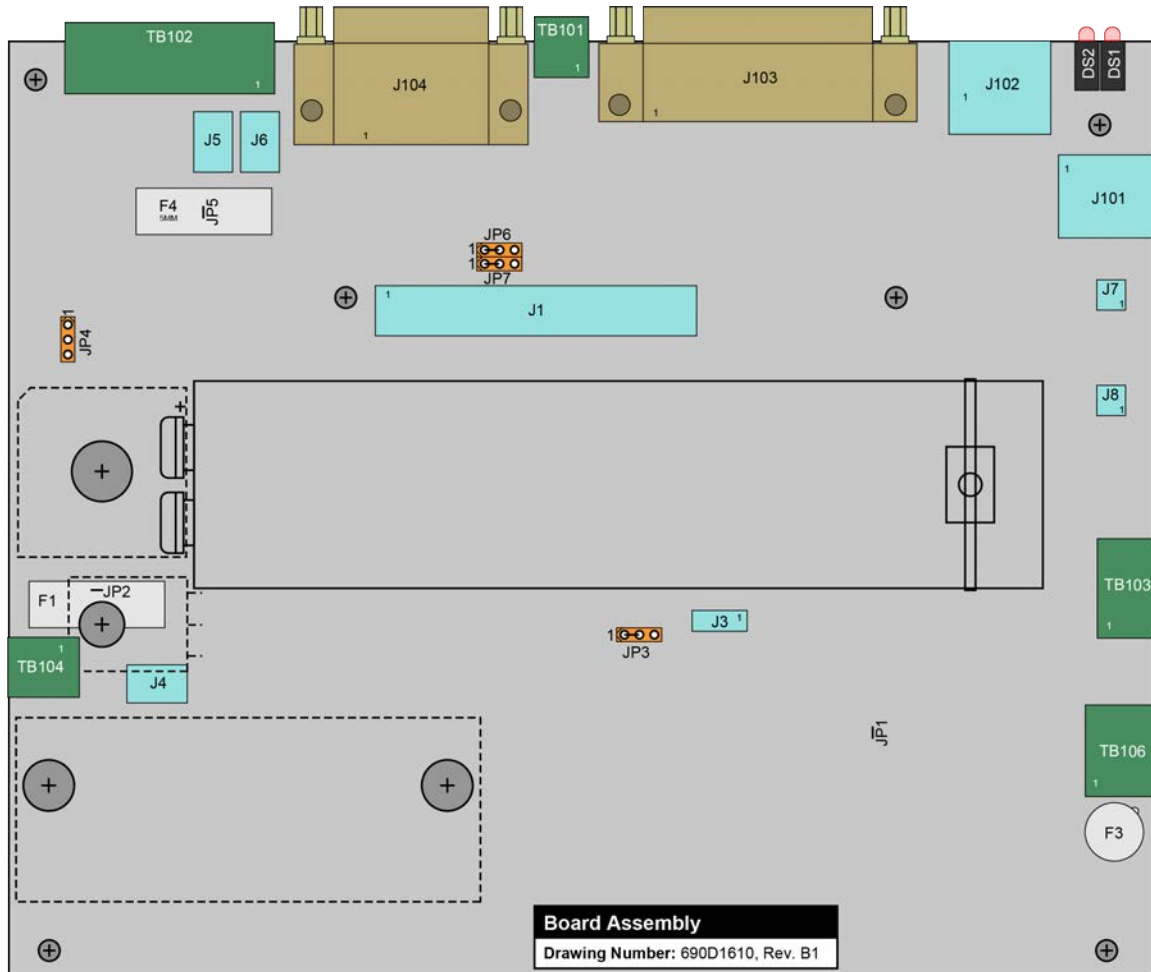 TB102
1
J104
1
TB101
1
J103
1
J102
1
DS2
DS1
J5
J6
J101
1
F4
5MM
JP5
JP6
1
1
JP7
J7
1
J1
1
1
JP4
J8
1
+
F1
JP2
TB103
1
J3
1
1
JP3
TB104
1
J4
JP1
TB106
1
F3
Board Assembly
Drawing Number: 690D1610, Rev. B1